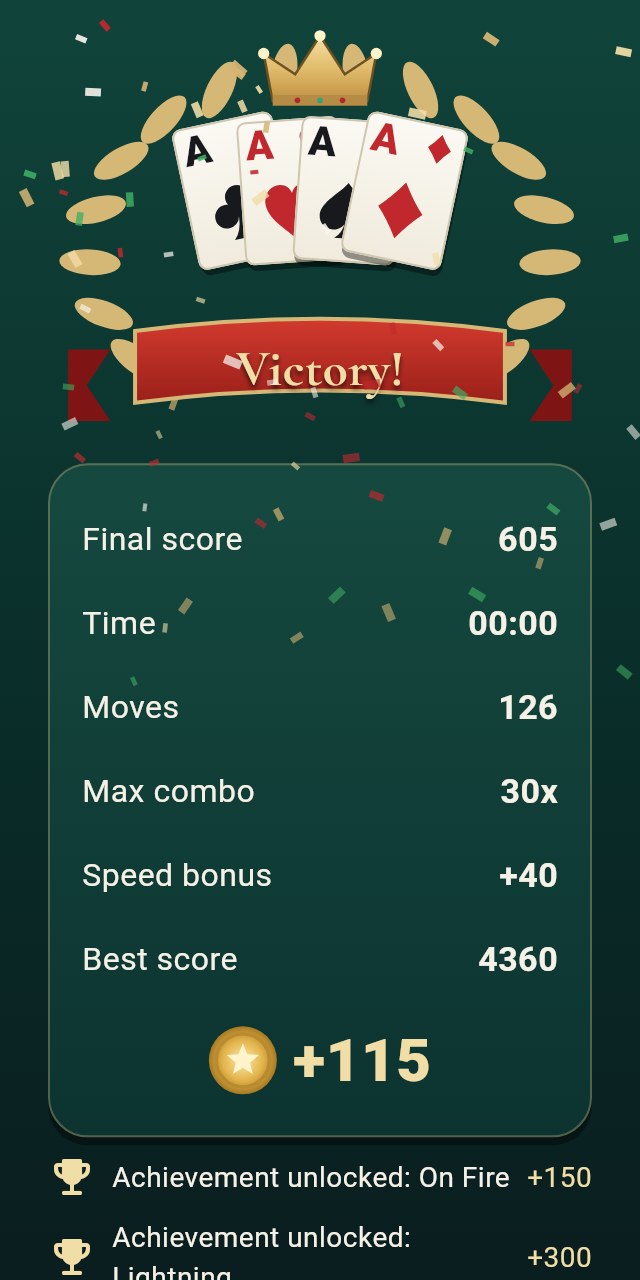 A
A
A
A
Victory!
Final score 605
Time 00:00
Moves 126
Max combo 30x
Speed bonus +40
Best score 4360
+115
Achievement unlocked: On Fire +150
Achievement unlocked:
Lightning +300